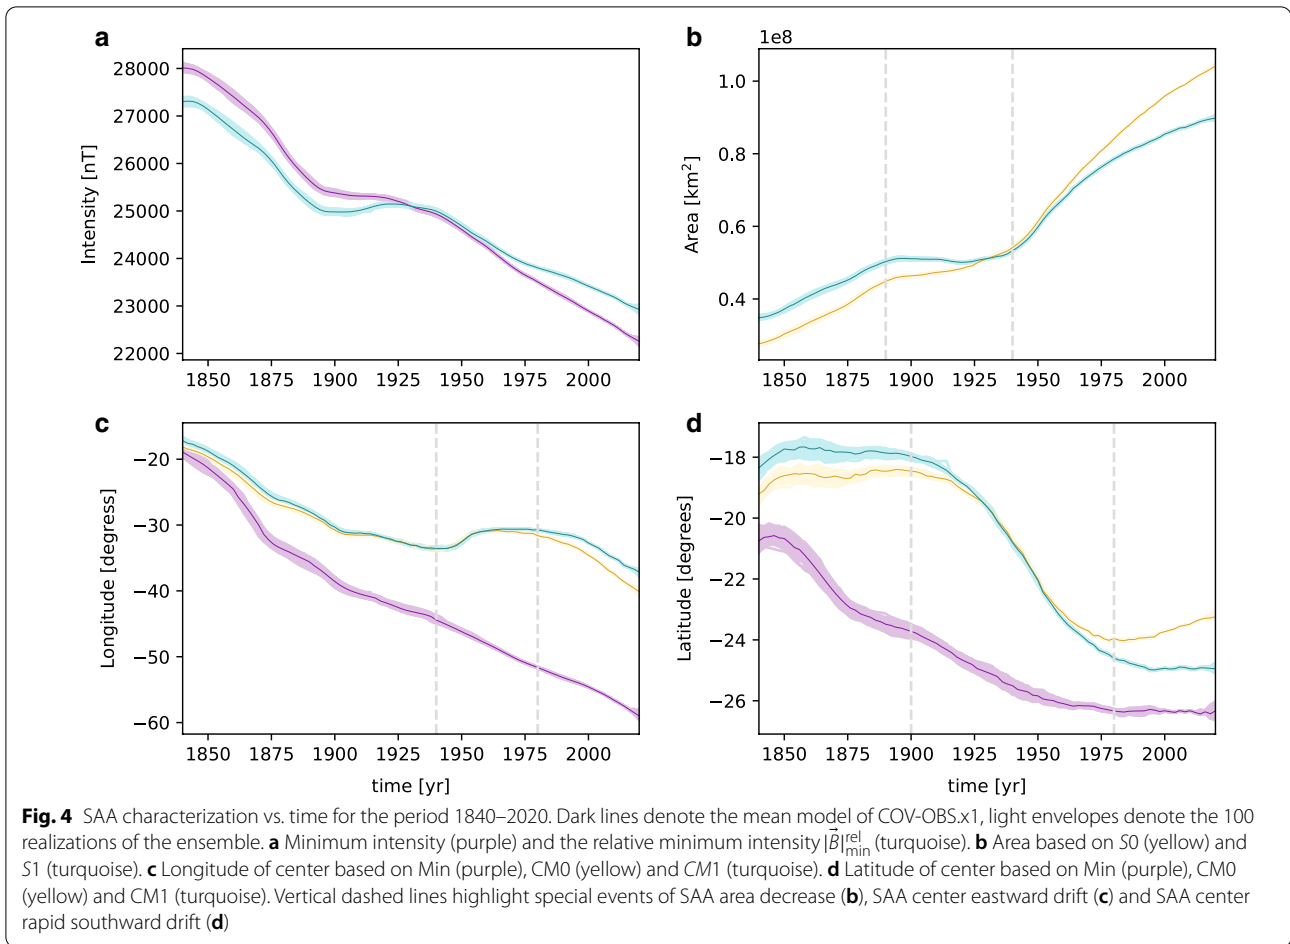 a
28000
27000
26000
25000
24000
23000
22000
Intensity [nT]
1850 1875 1900 1925 1950 1975 2000
b
1e8
1.0
0.8
0.6
0.4
Area [km²]
1850 1875 1900 1925 1950 1975 2000
c
−20
−30
−40
−50
−60
Longitude [degress]
1850 1875 1900 1925 1950 1975 2000
time [yr]
d
−18
−20
−22
−24
−26
Latitude [degrees]
1850 1875 1900 1925 1950 1975 2000
time [yr]
Fig. 4 SAA characterization vs. time for the period 1840–2020. Dark lines denote the mean model of COV-OBS.x1, light envelopes denote the 100
realizations of the ensemble. a Minimum intensity (purple) and the relative minimum intensity |B⃗|^rel_min (turquoise). b Area based on S0 (yellow) and
S1 (turquoise). c Longitude of center based on Min (purple), CM0 (yellow) and CM1 (turquoise). d Latitude of center based on Min (purple), CM0
(yellow) and CM1 (turquoise). Vertical dashed lines highlight special events of SAA area decrease (b), SAA center eastward drift (c) and SAA center
rapid southward drift (d)